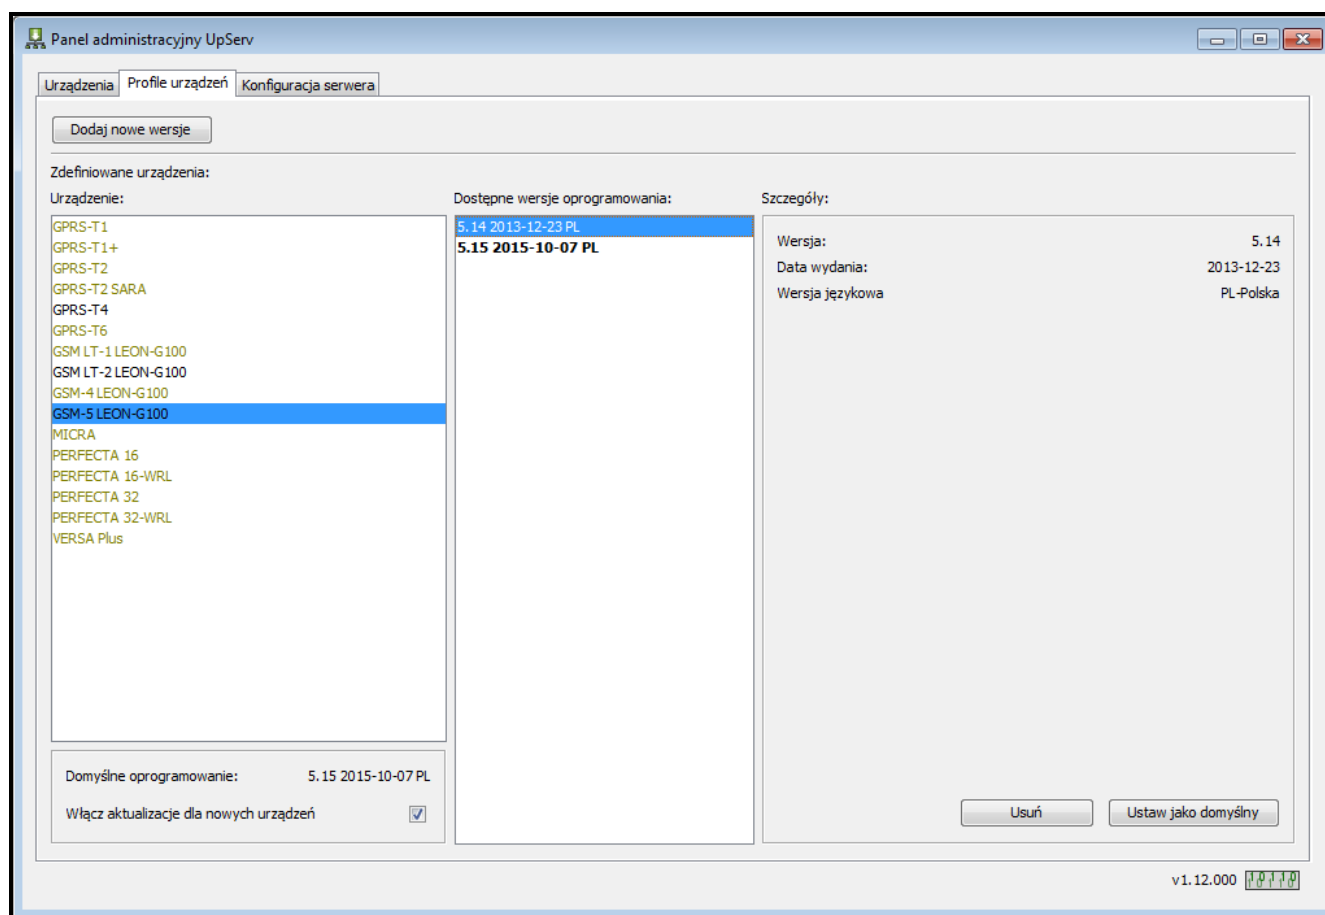 Panel administracyjny UpServ
Urządzenia Profile urządzeń Konfiguracja serwera
Dodaj nowe wersje
Zdefiniowane urządzenia:
Urządzenie: Dostępne wersje oprogramowania: Szczegóły:
GPRS-T1
GPRS-T1+
GPRS-T2
GPRS-T2 SARA
GPRS-T4
GPRS-T6
GSM LT-1 LEON-G100
GSM LT-2 LEON-G100
GSM-4 LEON-G100
GSM-5 LEON-G100
MICRA
PERFECTA 16
PERFECTA 16-WRL
PERFECTA 32
PERFECTA 32-WRL
VERSA Plus
5.14 2013-12-23 PL
5.15 2015-10-07 PL
Wersja: 5.14
Data wydania: 2013-12-23
Wersja językowa PL-Polska
Domyślne oprogramowanie: 5.15 2015-10-07 PL
Włącz aktualizacje dla nowych urządzeń
Usuń Ustaw jako domyślny
v1.12.000